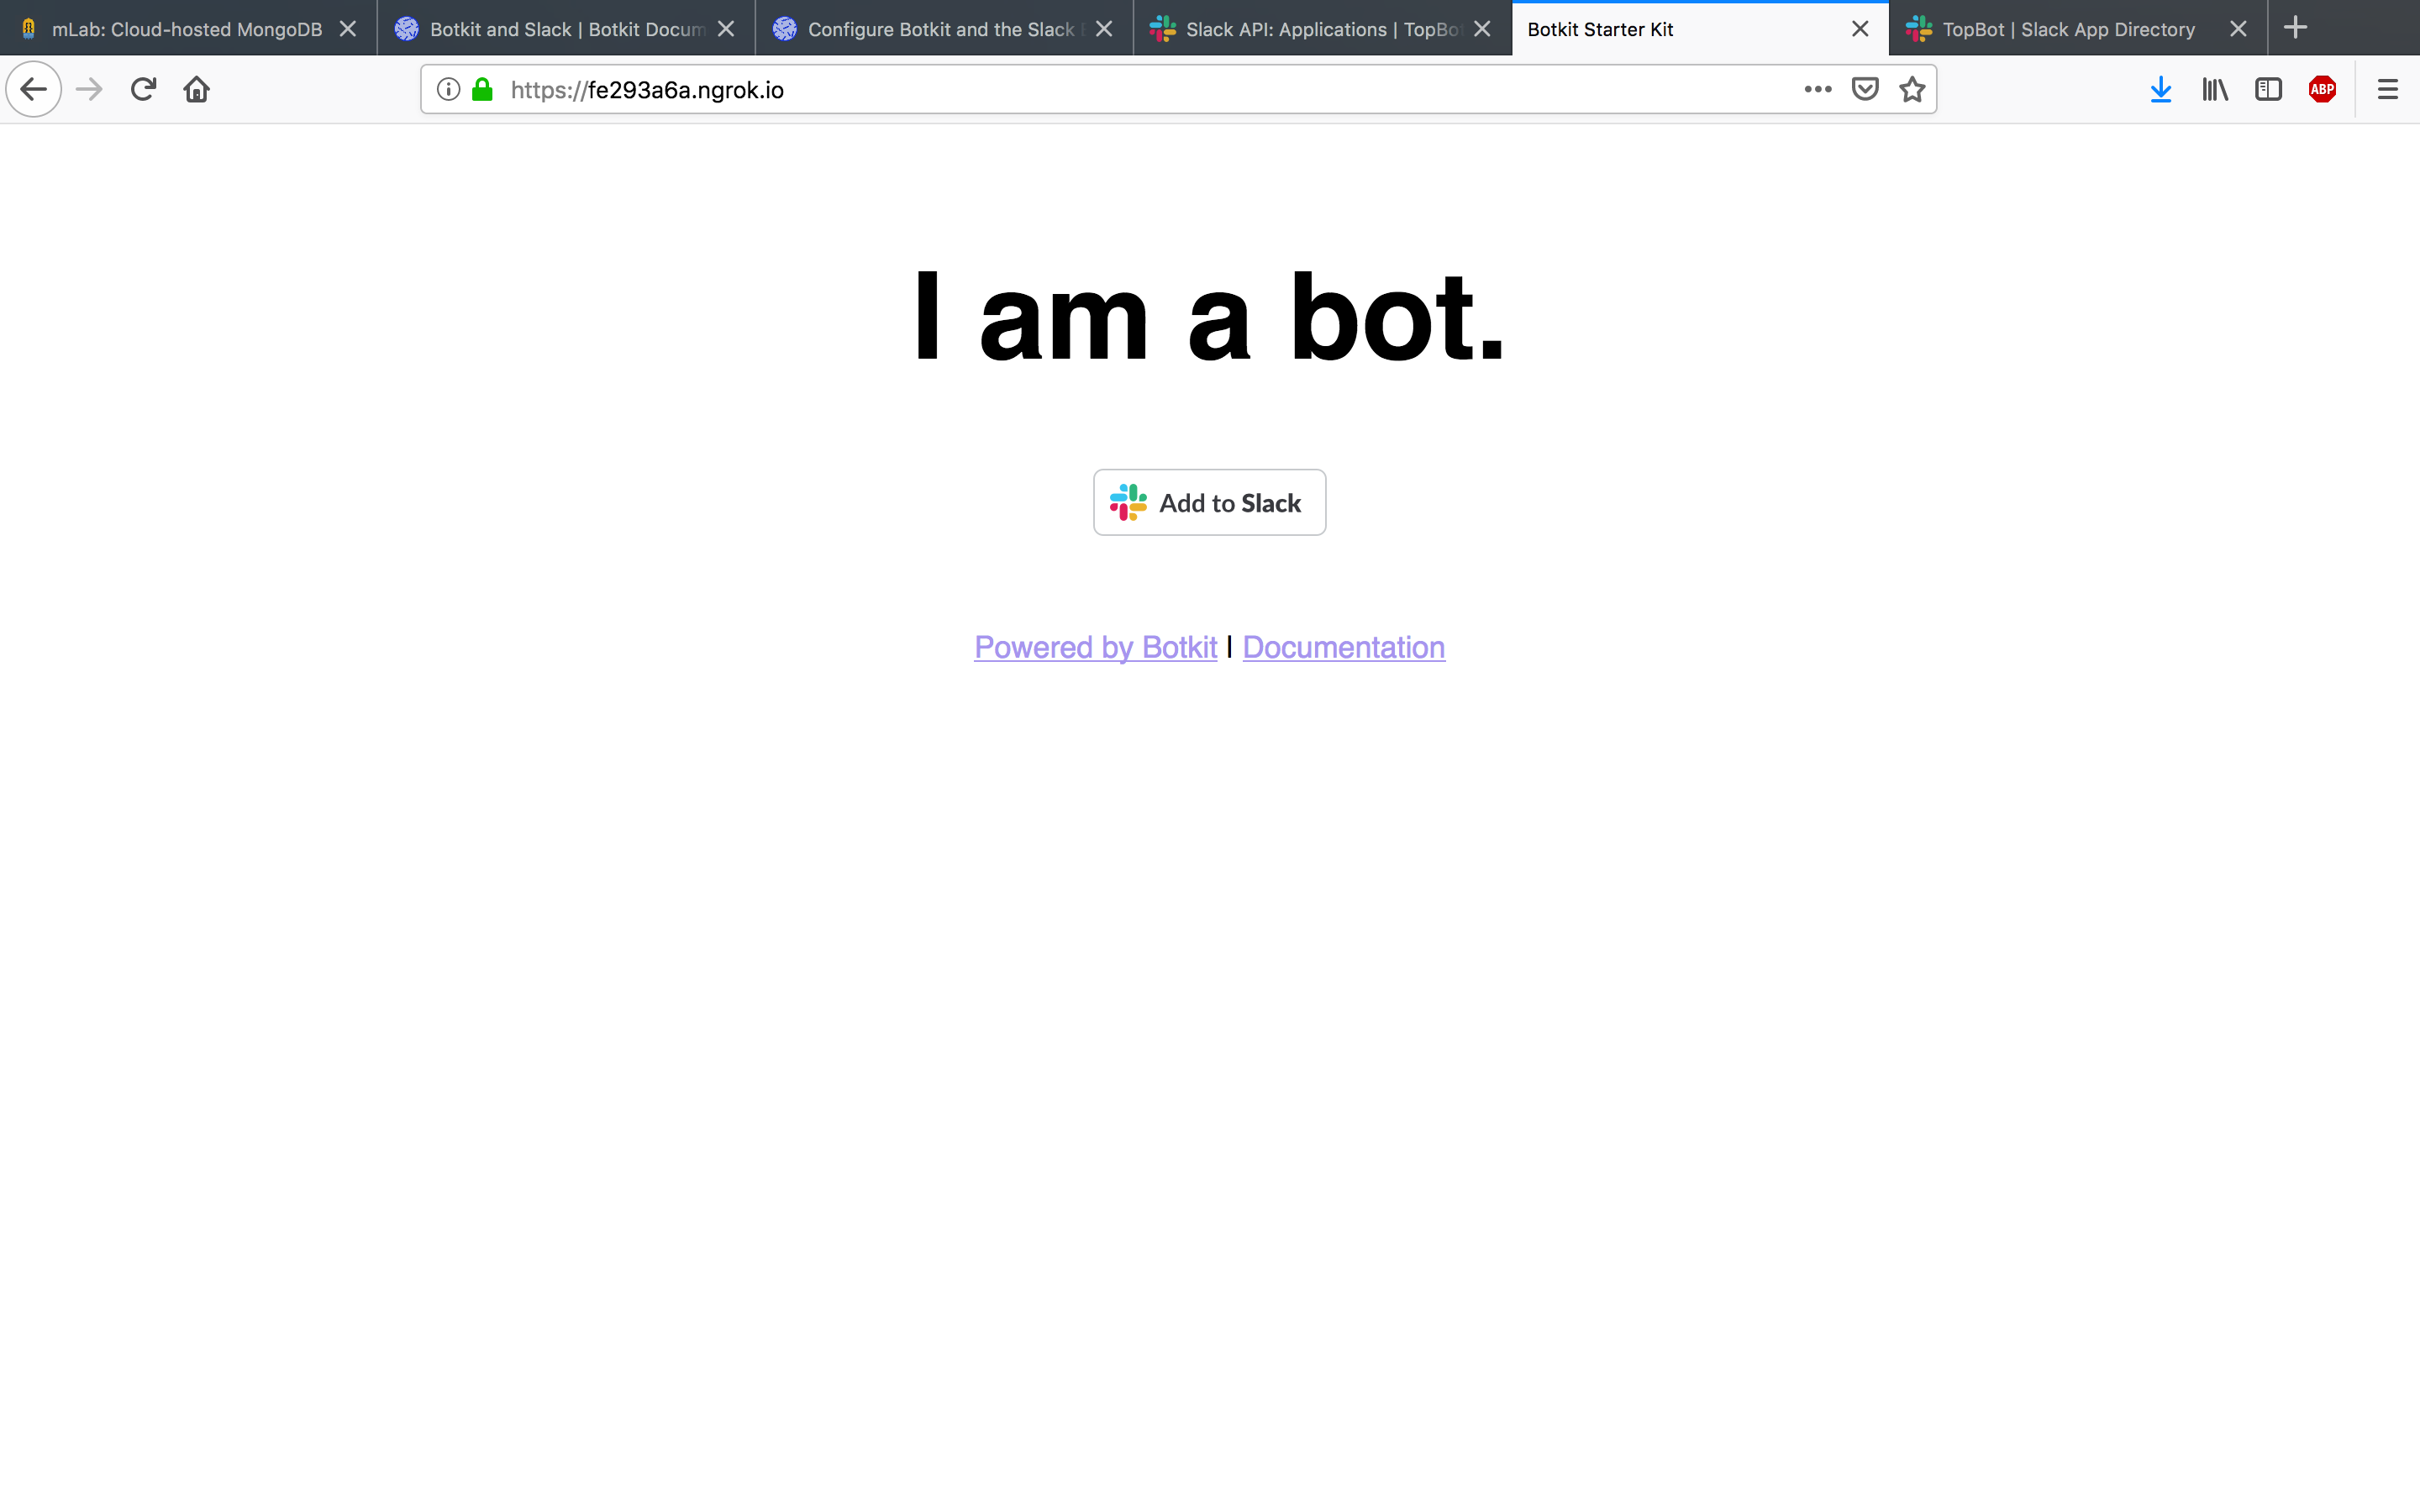 mLab: Cloud-hosted MongoDB
Botkit and Slack | Botkit Docum
Configure Botkit and the Slack
Slack API: Applications | TopBot
Botkit Starter Kit
TopBot | Slack App Directory
https://fe293a6a.ngrok.io
ABP
I am a bot.
Add to Slack
Powered by Botkit | Documentation